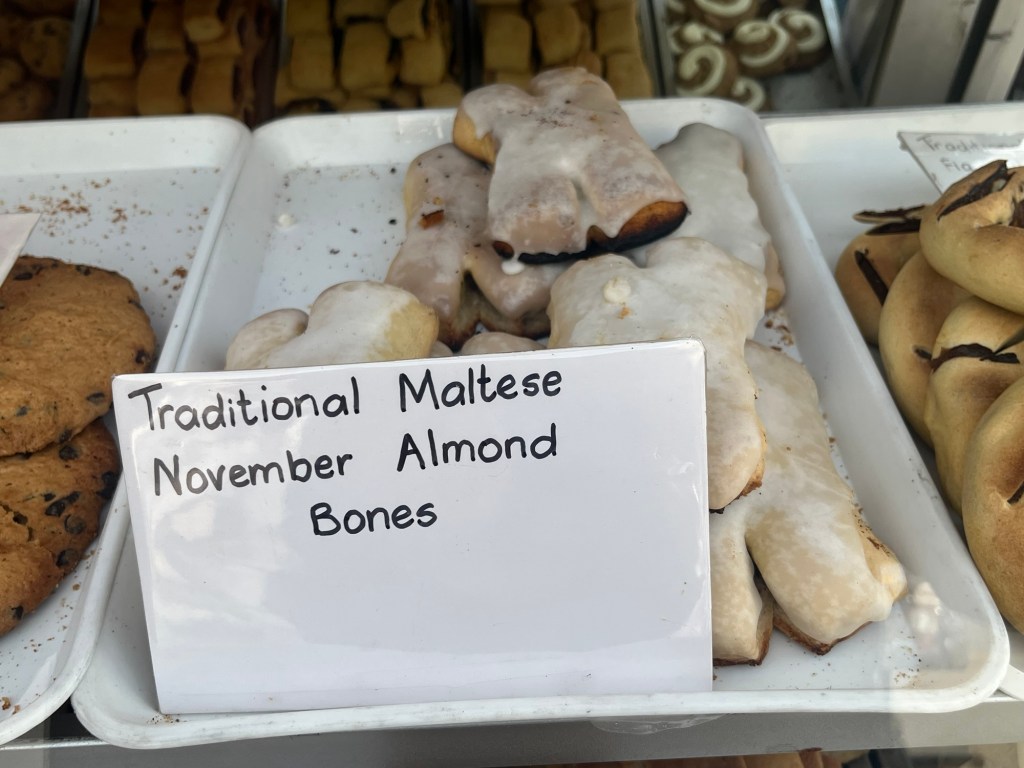 Traditional Maltese
November Almond
Bones